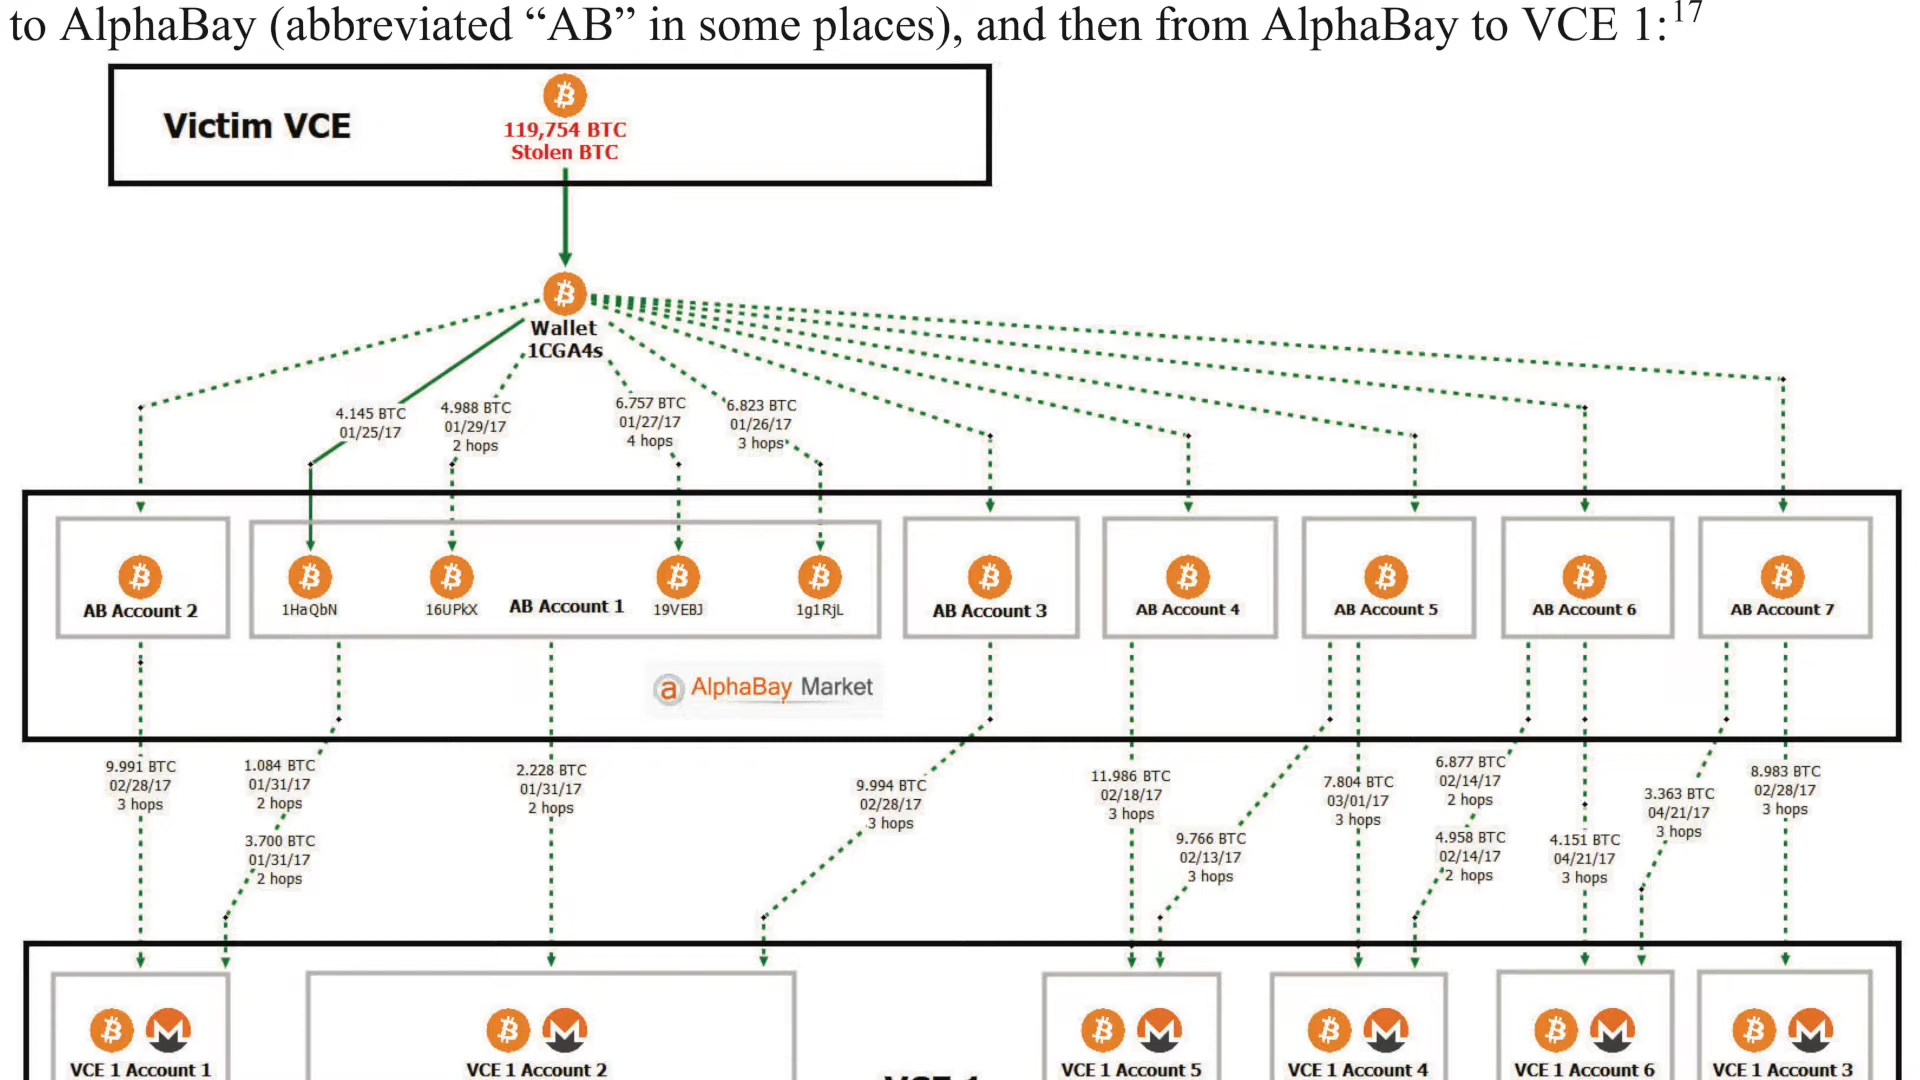 to AlphaBay (abbreviated “AB” in some places), and then from AlphaBay to VCE 1:17
Victim VCE
119,754 BTC
Stolen BTC
Wallet
1CGA4s
4.145 BTC
01/25/17
4.988 BTC
01/29/17
2 hops
6.757 BTC
01/27/17
4 hops
6.823 BTC
01/26/17
3 hops
AB Account 2
1HaQbN
16UPkX
AB Account 1
19VEBJ
1g1RjL
AB Account 3
AB Account 4
AB Account 5
AB Account 6
AB Account 7
a AlphaBay Market
9.991 BTC
02/28/17
3 hops
1.084 BTC
01/31/17
2 hops
3.700 BTC
01/31/17
2 hops
2.228 BTC
01/31/17
2 hops
9.994 BTC
02/28/17
3 hops
11.986 BTC
02/18/17
3 hops
9.766 BTC
02/13/17
3 hops
7.804 BTC
03/01/17
3 hops
6.877 BTC
02/14/17
2 hops
4.958 BTC
02/14/17
2 hops
4.151 BTC
04/21/17
3 hops
3.363 BTC
04/21/17
3 hops
8.983 BTC
02/28/17
3 hops
VCE 1 Account 1
VCE 1 Account 2
VCE 1
VCE 1 Account 5
VCE 1 Account 4
VCE 1 Account 6
VCE 1 Account 3